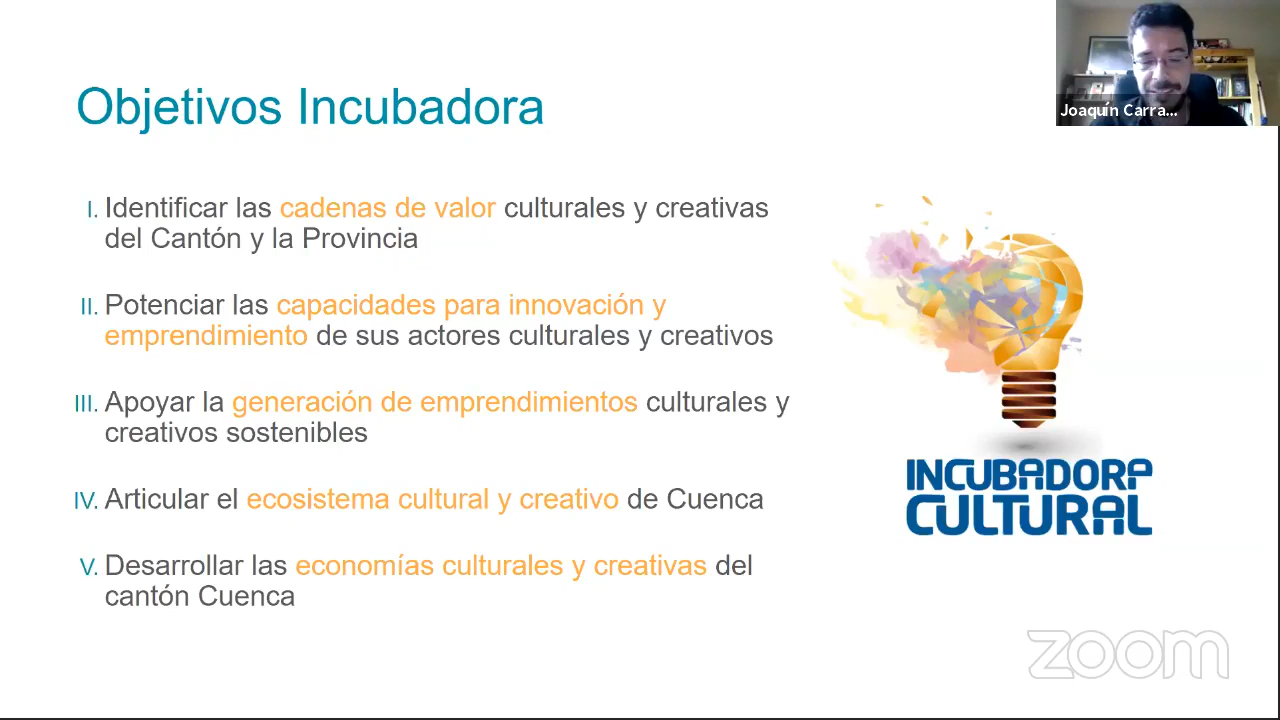 Joaquín Carra...
Objetivos Incubadora
I. Identificar las cadenas de valor culturales y creativas
del Cantón y la Provincia
II. Potenciar las capacidades para innovación y
emprendimiento de sus actores culturales y creativos
III. Apoyar la generación de emprendimientos culturales y
creativos sostenibles
IV. Articular el ecosistema cultural y creativo de Cuenca
V. Desarrollar las economías culturales y creativas del
cantón Cuenca
INCUBADORA
CULTURAL
zoom